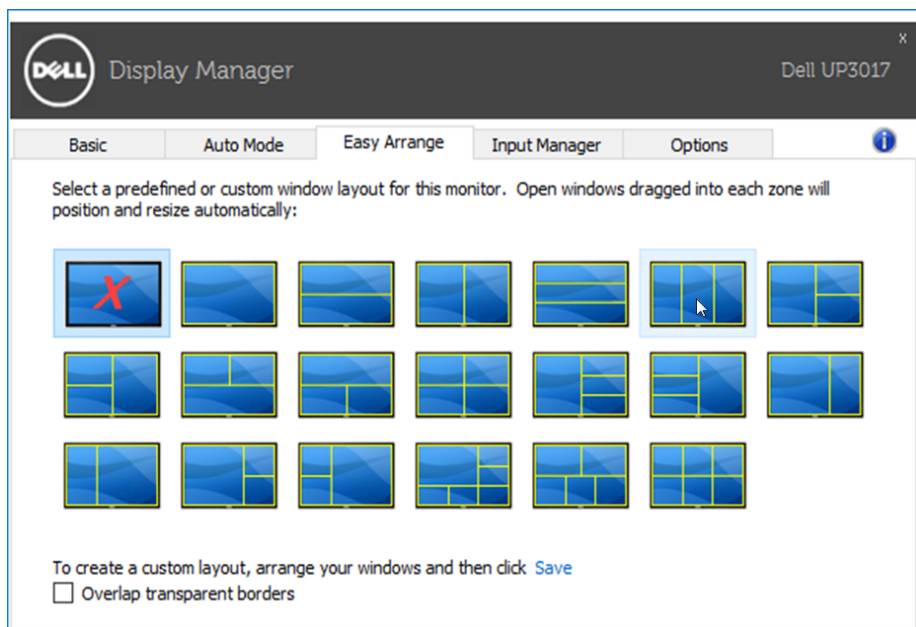 x
DELL Display Manager Dell UP3017
Basic Auto Mode Easy Arrange Input Manager Options i
Select a predefined or custom window layout for this monitor. Open windows dragged into each zone will
position and resize automatically:
X
To create a custom layout, arrange your windows and then click Save
Overlap transparent borders